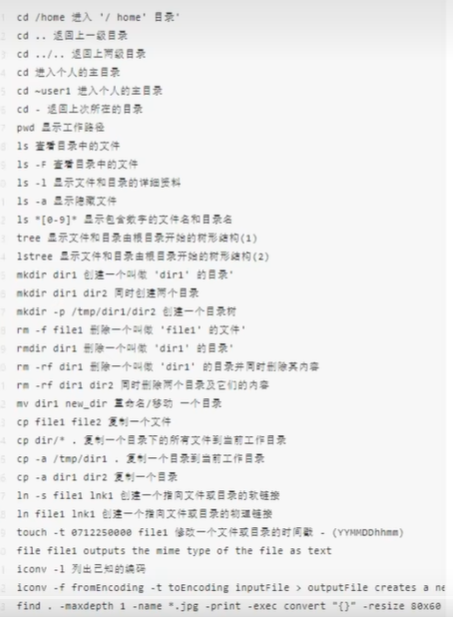 cd /home 进入 '/ home' 目录'
cd .. 返回上一级目录
cd ../.. 返回上两级目录
cd 进入个人的主目录
cd ~user1 进入个人的主目录
cd - 返回上次所在的目录
pwd 显示工作路径
ls 查看目录中的文件
ls -F 查看目录中的文件
ls -l 显示文件和目录的详细资料
ls -a 显示隐藏文件
ls *[0-9]* 显示包含数字的文件名和目录名
tree 显示文件和目录由根目录开始的树形结构(1)
lstree 显示文件和目录由根目录开始的树形结构(2)
mkdir dir1 创建一个叫做 'dir1' 的目录'
mkdir dir1 dir2 同时创建两个目录
mkdir -p /tmp/dir1/dir2 创建一个目录树
rm -f file1 删除一个叫做 'file1' 的文件'
rmdir dir1 删除一个叫做 'dir1' 的目录'
rm -rf dir1 删除一个叫做 'dir1' 的目录并同时删除其内容
rm -rf dir1 dir2 同时删除两个目录及它们的内容
mv dir1 new_dir 重命名/移动 一个目录
cp file1 file2 复制一个文件
cp dir/* . 复制一个目录下的所有文件到当前工作目录
cp -a /tmp/dir1 . 复制一个目录到当前工作目录
cp -a dir1 dir2 复制一个目录
ln -s file1 lnk1 创建一个指向文件或目录的软链接
ln file1 lnk1 创建一个指向文件或目录的物理链接
touch -t 0712250000 file1 修改一个文件或目录的时间戳 - (YYMMDDhhmm)
file file1 outputs the mime type of the file as text
iconv -l 列出已知的编码
iconv -f fromEncoding -t toEncoding inputFile > outputFile creates a ne
find . -maxdepth 1 -name *.jpg -print -exec convert "{}" -resize 80x60